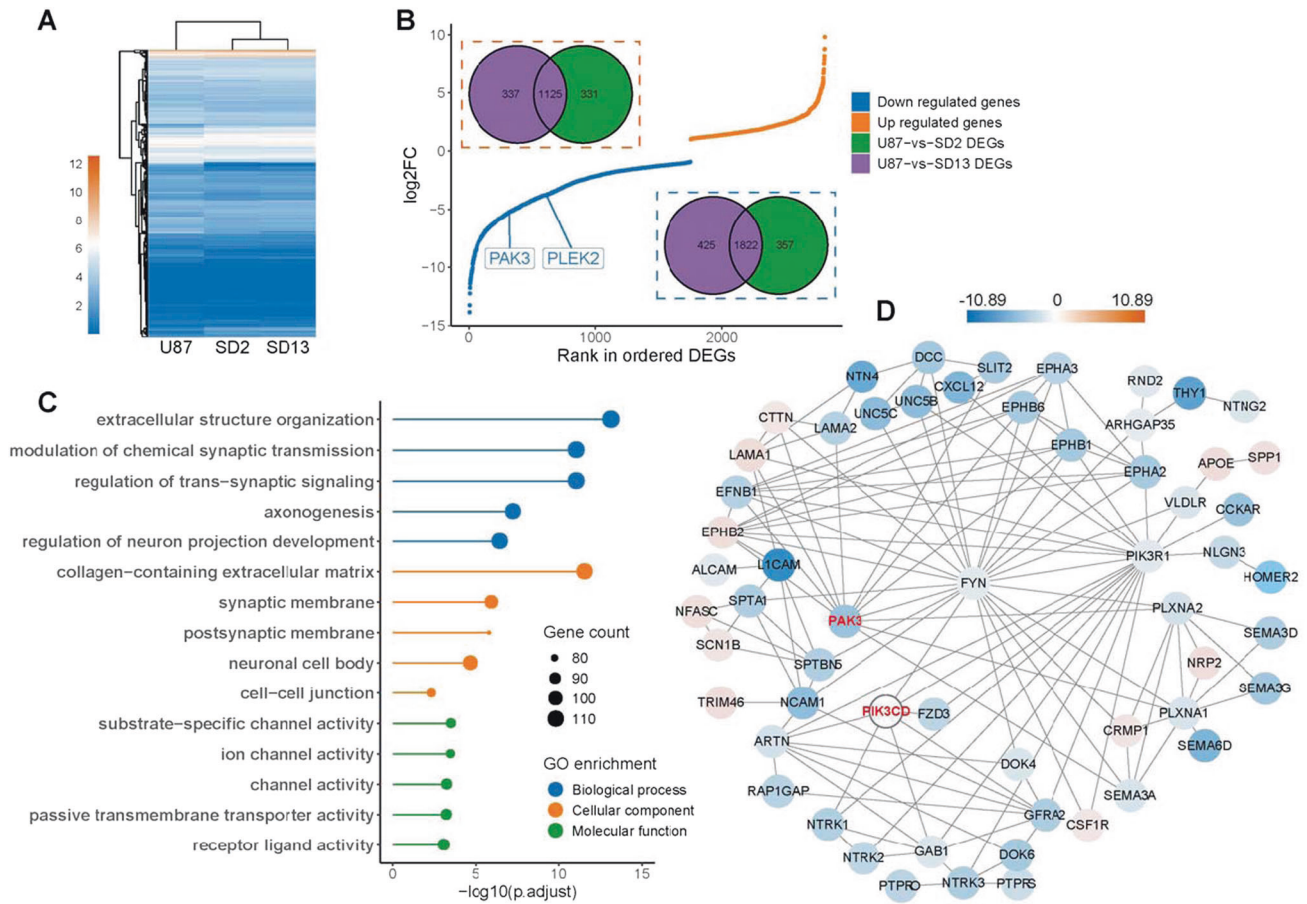 A
12
10
8
6
4
2
U87 SD2 SD13
B
log2FC
10
5
0
−5
−10
−15
337 1125 331
425 1822 357
PAK3 PLEK2
0 1000 2000
Rank in ordered DEGs
Down regulated genes
Up regulated genes
U87-vs-SD2 DEGs
U87-vs-SD13 DEGs
C
extracellular structure organization
modulation of chemical synaptic transmission
regulation of trans−synaptic signaling
axonogenesis
regulation of neuron projection development
collagen−containing extracellular matrix
synaptic membrane
postsynaptic membrane
neuronal cell body
cell−cell junction
substrate−specific channel activity
ion channel activity
channel activity
passive transmembrane transporter activity
receptor ligand activity
Gene count
80
90
100
110
GO enrichment
Biological process
Cellular component
Molecular function
0 5 10 15
−log10(p.adjust)
D
-10.89 0 10.89
DCC
SLIT2
EPHA3
NTN4
CXCL12
RND2
THY1
NTNG2
UNC5B
UNC5C
EPHB6
CTTN
LAMA2
ARHGAP35
EPHB1
LAMA1
EPHA2
APOE
SPP1
EFNB1
VLDLR
CCKAR
EPHB2
NLGN3
PIK3R1
ALCAM
L1CAM
FYN
HOMER2
SPTA1
NFASC
PAK3
PLXNA2
SEMA3D
SCN1B
SPTBN5
NRP2
SEMA3G
TRIM46
NCAM1
PIK3CD
FZD3
PLXNA1
CRMP1
SEMA6D
ARTN
DOK4
RAP1GAP
SEMA3A
GFRA2
CSF1R
NTRK1
NTRK2
GAB1
DOK6
PTPRO
NTRK3
PTPRS